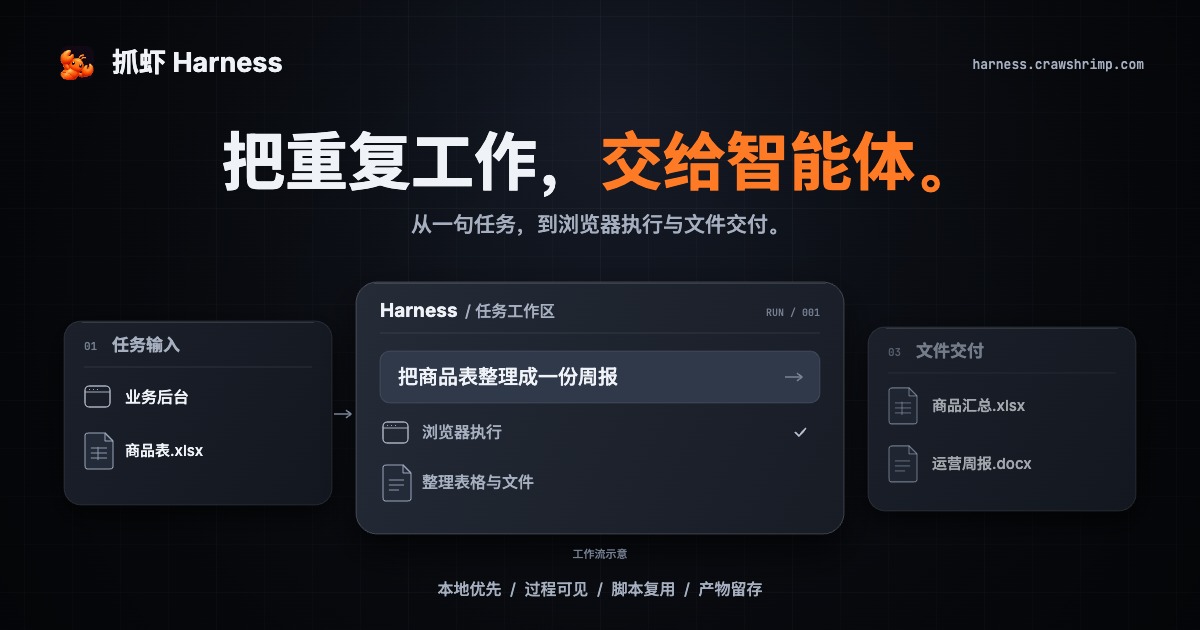 抓虾 Harness
harness.crawshrimp.com
把重复工作，交给智能体。
从一句任务，到浏览器执行与文件交付。
01 任务输入
业务后台
商品表.xlsx
Harness / 任务工作区
RUN / 001
把商品表整理成一份周报
浏览器执行
整理表格与文件
03 文件交付
商品汇总.xlsx
运营周报.docx
工作流示意
本地优先 / 过程可见 / 脚本复用 / 产物留存